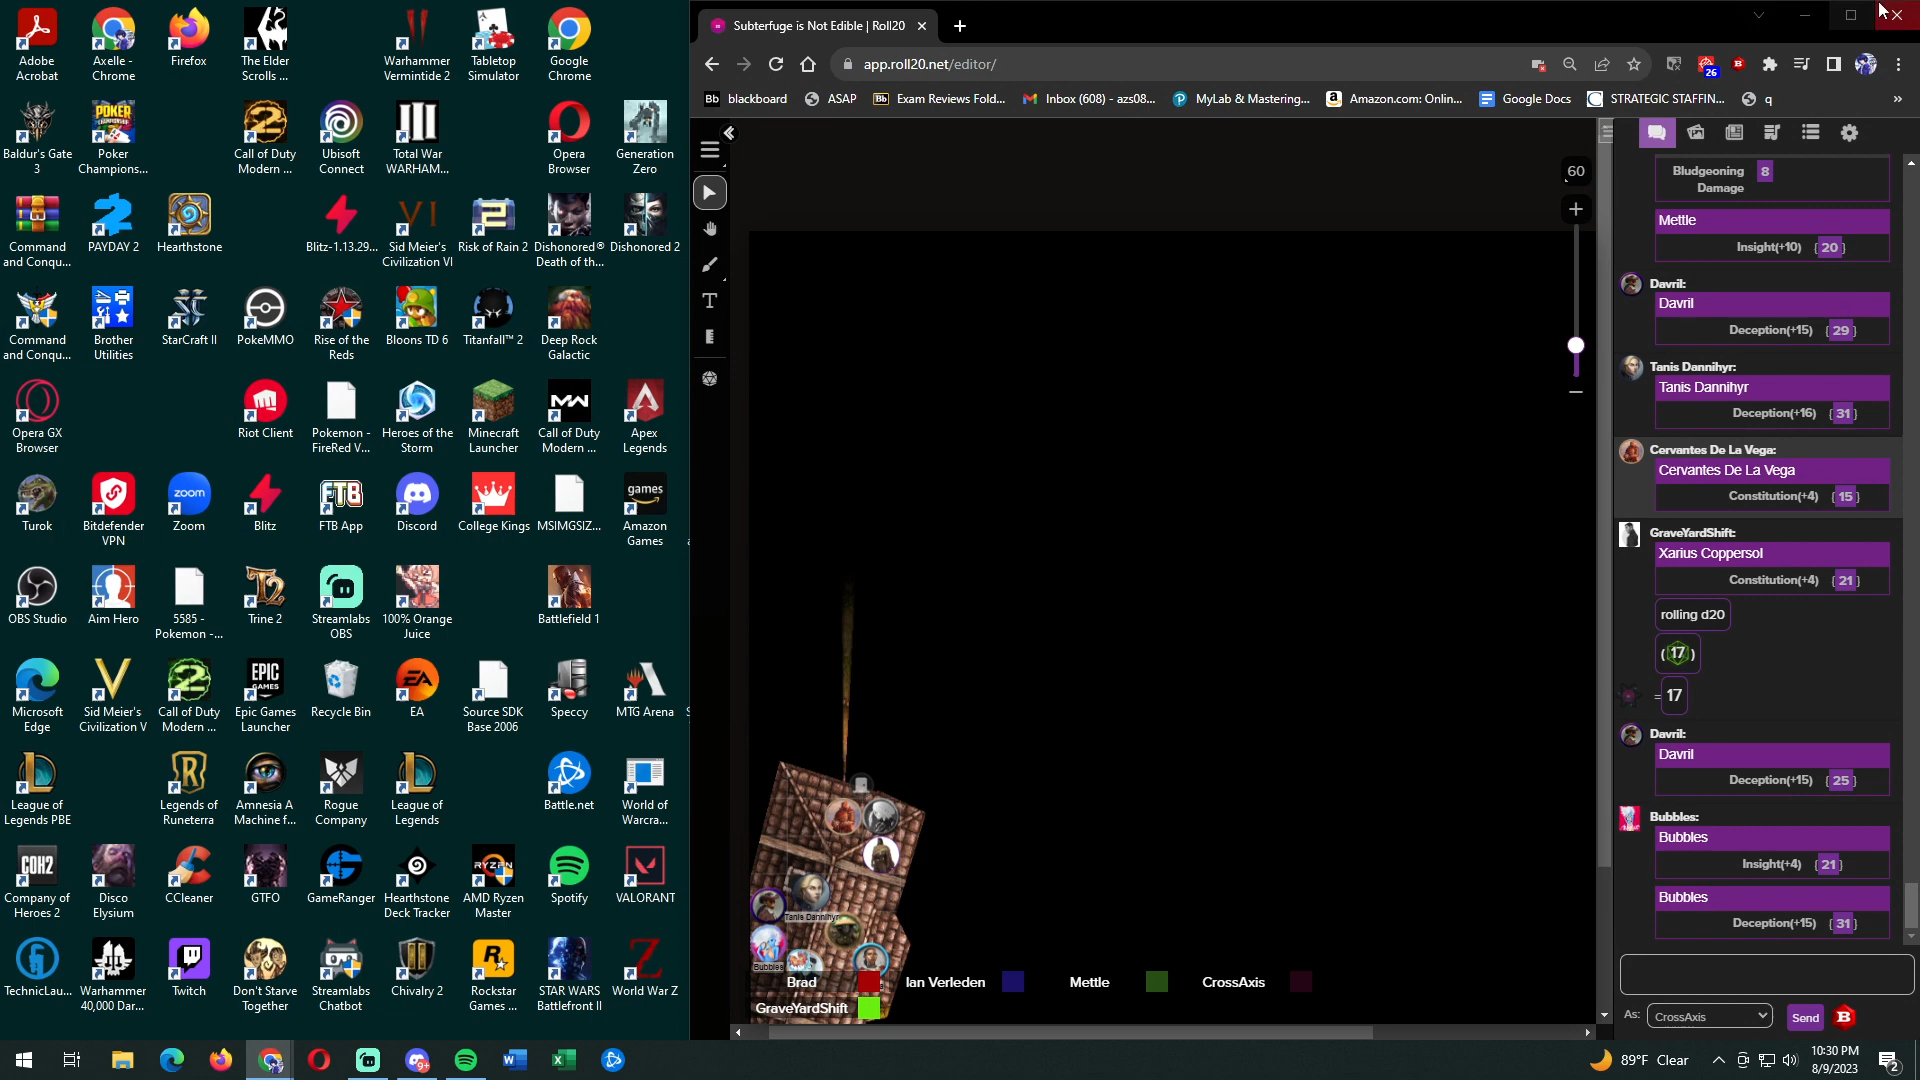 Adobe
Acrobat
Axelle -
Chrome
Firefox
The Elder
Scrolls ...
Warhammer
Vermintide 2
Tabletop
Simulator
Google
Chrome
Baldur's Gate
3
POKER
Poker
Champions...
Call of Duty
Modern ...
Ubisoft
Connect
Total War
WARHAM...
Opera
Browser
Generation
Zero
Command
and Conqu...
PAYDAY 2
Hearthstone
Blitz-1.13.29...
Sid Meier's
Civilization VI
Risk of Rain 2
Dishonored®
Death of th...
Dishonored 2
Command
and Conqu...
Brother
Utilities
StarCraft II
PokeMMO
Rise of the
Reds
Bloons TD 6
Titanfall™ 2
Deep Rock
Galactic
Opera GX
Browser
Riot Client
Pokemon -
FireRed V...
Heroes of the
Storm
Minecraft
Launcher
Call of Duty
Modern ...
Apex
Legends
Turok
Bitdefender
VPN
zoom
Zoom
Blitz
FTB
FTB App
Discord
College Kings
MSIMGSIZ...
games
Amazon
Games
OBS Studio
Aim Hero
5585 -
Pokemon -...
Trine 2
Streamlabs
OBS
100% Orange
Juice
Battlefield 1
Microsoft
Edge
Sid Meier's
Civilization V
Call of Duty
Modern ...
EPIC
GAMES
Epic Games
Launcher
Recycle Bin
EA
EA
Source SDK
Base 2006
Speccy
MTG Arena
League of
Legends PBE
Legends of
Runeterra
Amnesia A
Machine f...
Rogue
Company
League of
Legends
Battle.net
World of
Warcra...
COH2
Company of
Heroes 2
Disco
Elysium
CCleaner
GTFO
GameRanger
Hearthstone
Deck Tracker
RYZEN
AMD Ryzen
Master
Spotify
VALORANT
TechnicLau...
Warhammer
40,000 Dar...
Twitch
Don't Starve
Together
Streamlabs
Chatbot
Chivalry 2
Rockstar
Games ...
STAR WARS
Battlefront II
World War Z
Subterfuge is Not Edible | Roll20
app.roll20.net/editor/
26
Bb blackboard
ASAP
Bb Exam Reviews Fold...
Inbox (608) - azs08...
MyLab & Mastering...
Amazon.com: Onlin...
Google Docs
STRATEGIC STAFFIN...
q
60
Bludgeoning
Damage
8
Mettle
Insight(+10) 20
Davril:
Davril
Deception(+15) 29
Tanis Dannihyr:
Tanis Dannihyr
Deception(+16) 31
Cervantes De La Vega:
Cervantes De La Vega
Constitution(+4) 15
GraveYardShift:
Xarius Coppersol
Constitution(+4) 21
rolling d20
(17)
=17
Davril:
Davril
Deception(+15) 25
Bubbles:
Bubbles
Insight(+4) 21
Bubbles
Deception(+15) 31
Tanis Dannihyr
Bubbles
Brad
Ian Verleden
Mettle
CrossAxis
GraveYardShift
As: CrossAxis
Send
9+
89°F Clear
10:30 PM
8/9/2023
2